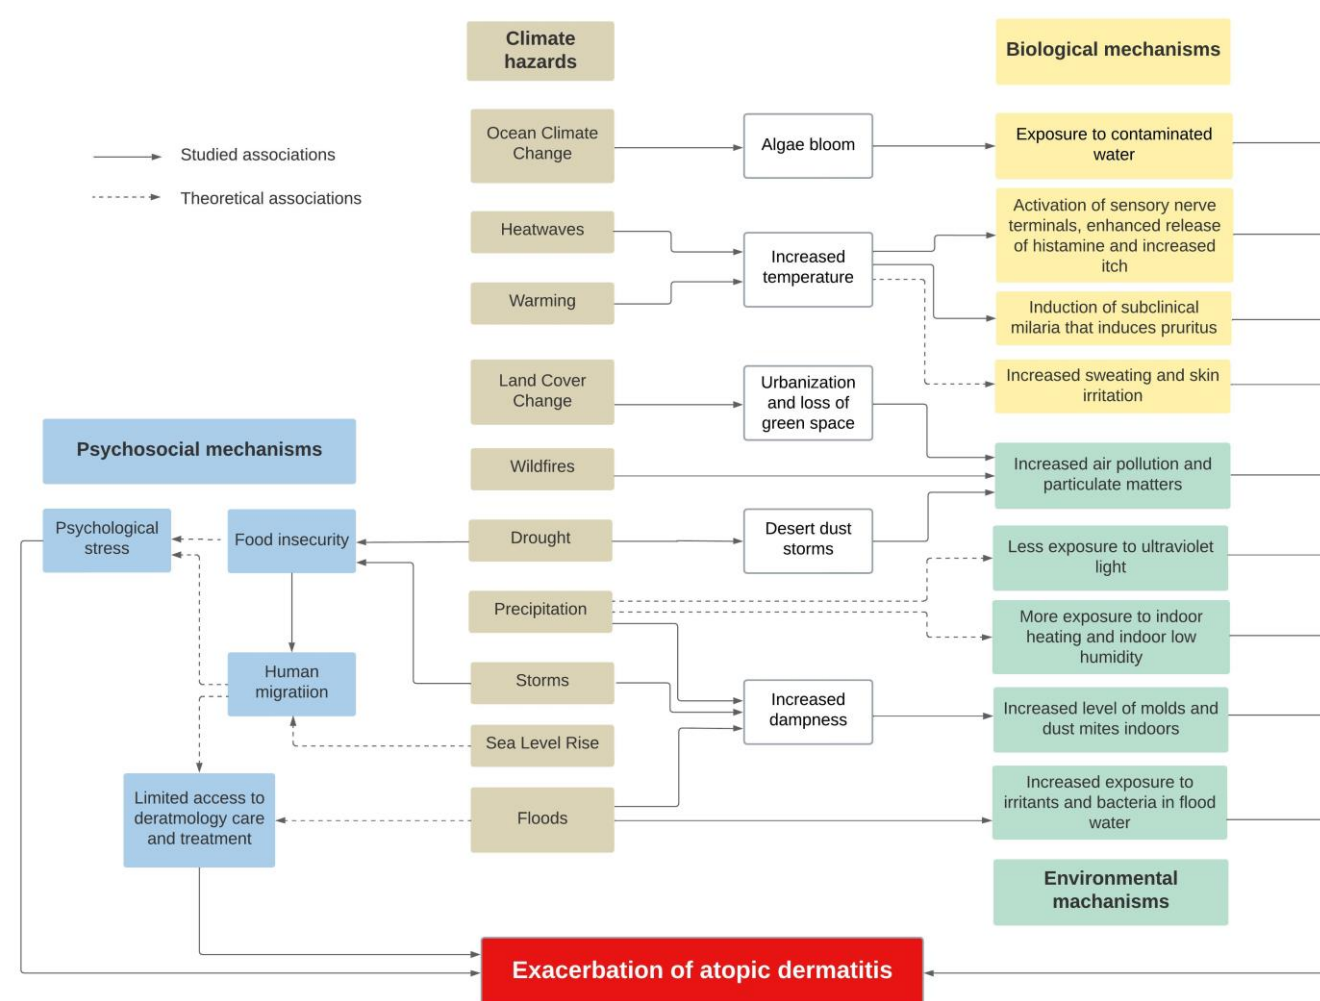 Climate
hazards
Biological mechanisms
Studied associations
Theoretical associations
Ocean Climate
Change
Algae bloom
Exposure to contaminated
water
Heatwaves
Increased
temperature
Activation of sensory nerve
terminals, enhanced release
of histamine and increased
itch
Warming
Induction of subclinical
milaria that induces pruritus
Land Cover
Change
Urbanization
and loss of
green space
Increased sweating and skin
irritation
Psychosocial mechanisms
Wildfires
Increased air pollution and
particulate matters
Psychological
stress
Food insecurity
Drought
Desert dust
storms
Less exposure to ultraviolet
light
Precipitation
More exposure to indoor
heating and indoor low
humidity
Human
migratiion
Storms
Increased
dampness
Increased level of molds and
dust mites indoors
Sea Level Rise
Limited access to
deratmology care
and treatment
Floods
Increased exposure to
irritants and bacteria in flood
water
Environmental
machanisms
Exacerbation of atopic dermatitis